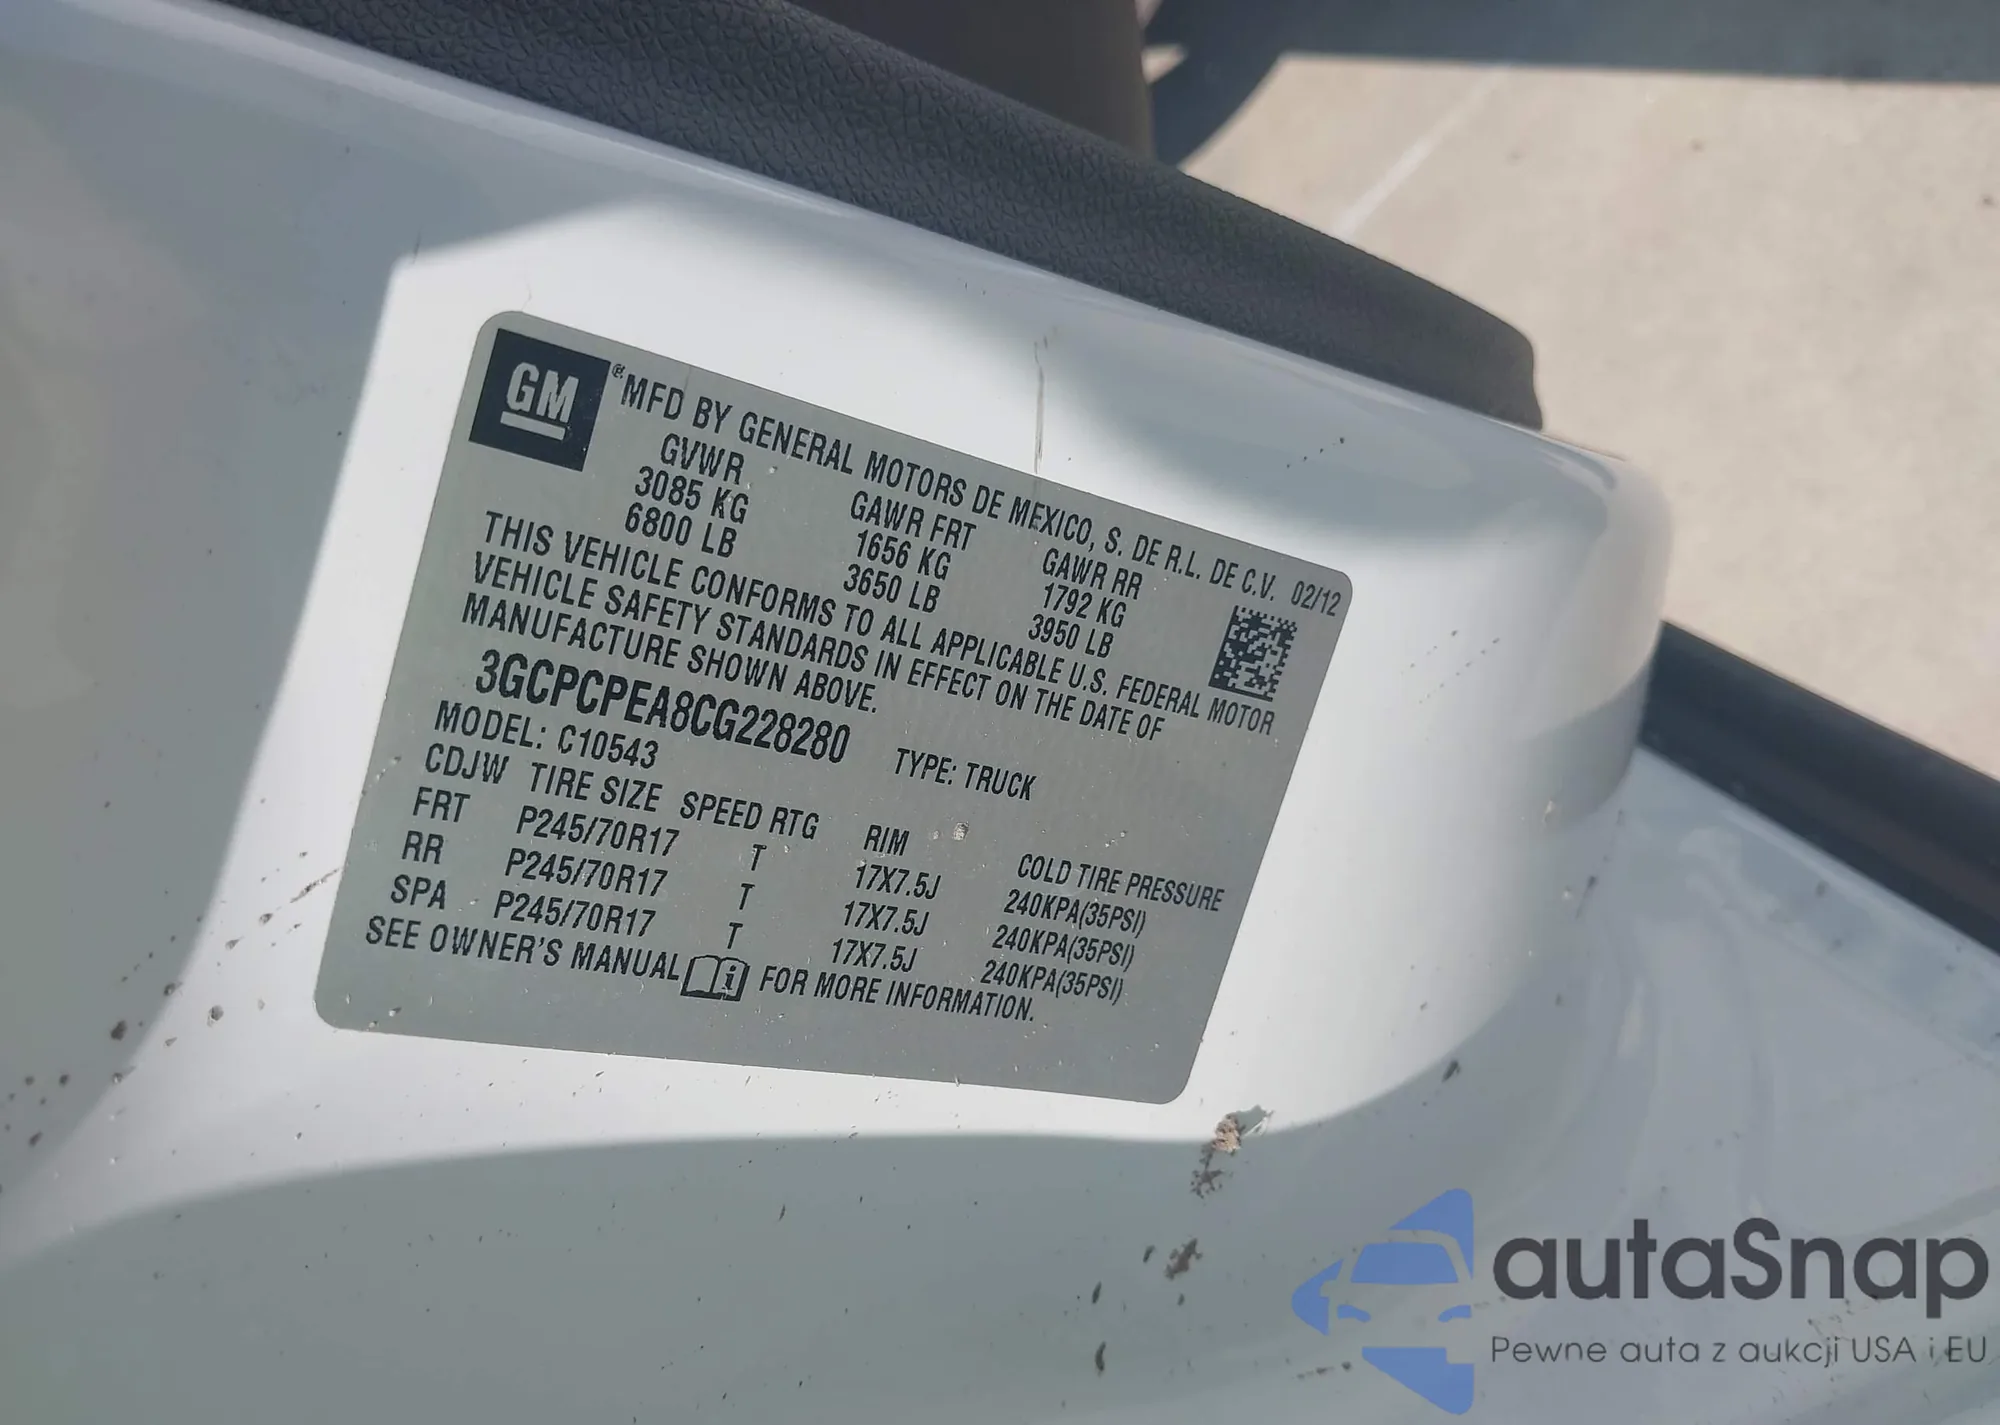 GM ® MFD BY GENERAL MOTORS DE MEXICO, S. DE R.L. DE C.V. 02/12
GVWR GAWR FRT GAWR RR
3085 KG 1656 KG 1792 KG
6800 LB 3650 LB 3950 LB
THIS VEHICLE CONFORMS TO ALL APPLICABLE U.S. FEDERAL MOTOR
VEHICLE SAFETY STANDARDS IN EFFECT ON THE DATE OF
MANUFACTURE SHOWN ABOVE.
3GCPCPEA8CG228280 TYPE: TRUCK
MODEL: C10543
CDJW TIRE SIZE SPEED RTG RIM COLD TIRE PRESSURE
FRT P245/70R17 T 17X7.5J 240KPA(35PSI)
RR P245/70R17 T 17X7.5J 240KPA(35PSI)
SPA P245/70R17 T 17X7.5J 240KPA(35PSI)
SEE OWNER'S MANUAL i FOR MORE INFORMATION.
autaSnap
Pewne auta z aukcji USA i EU